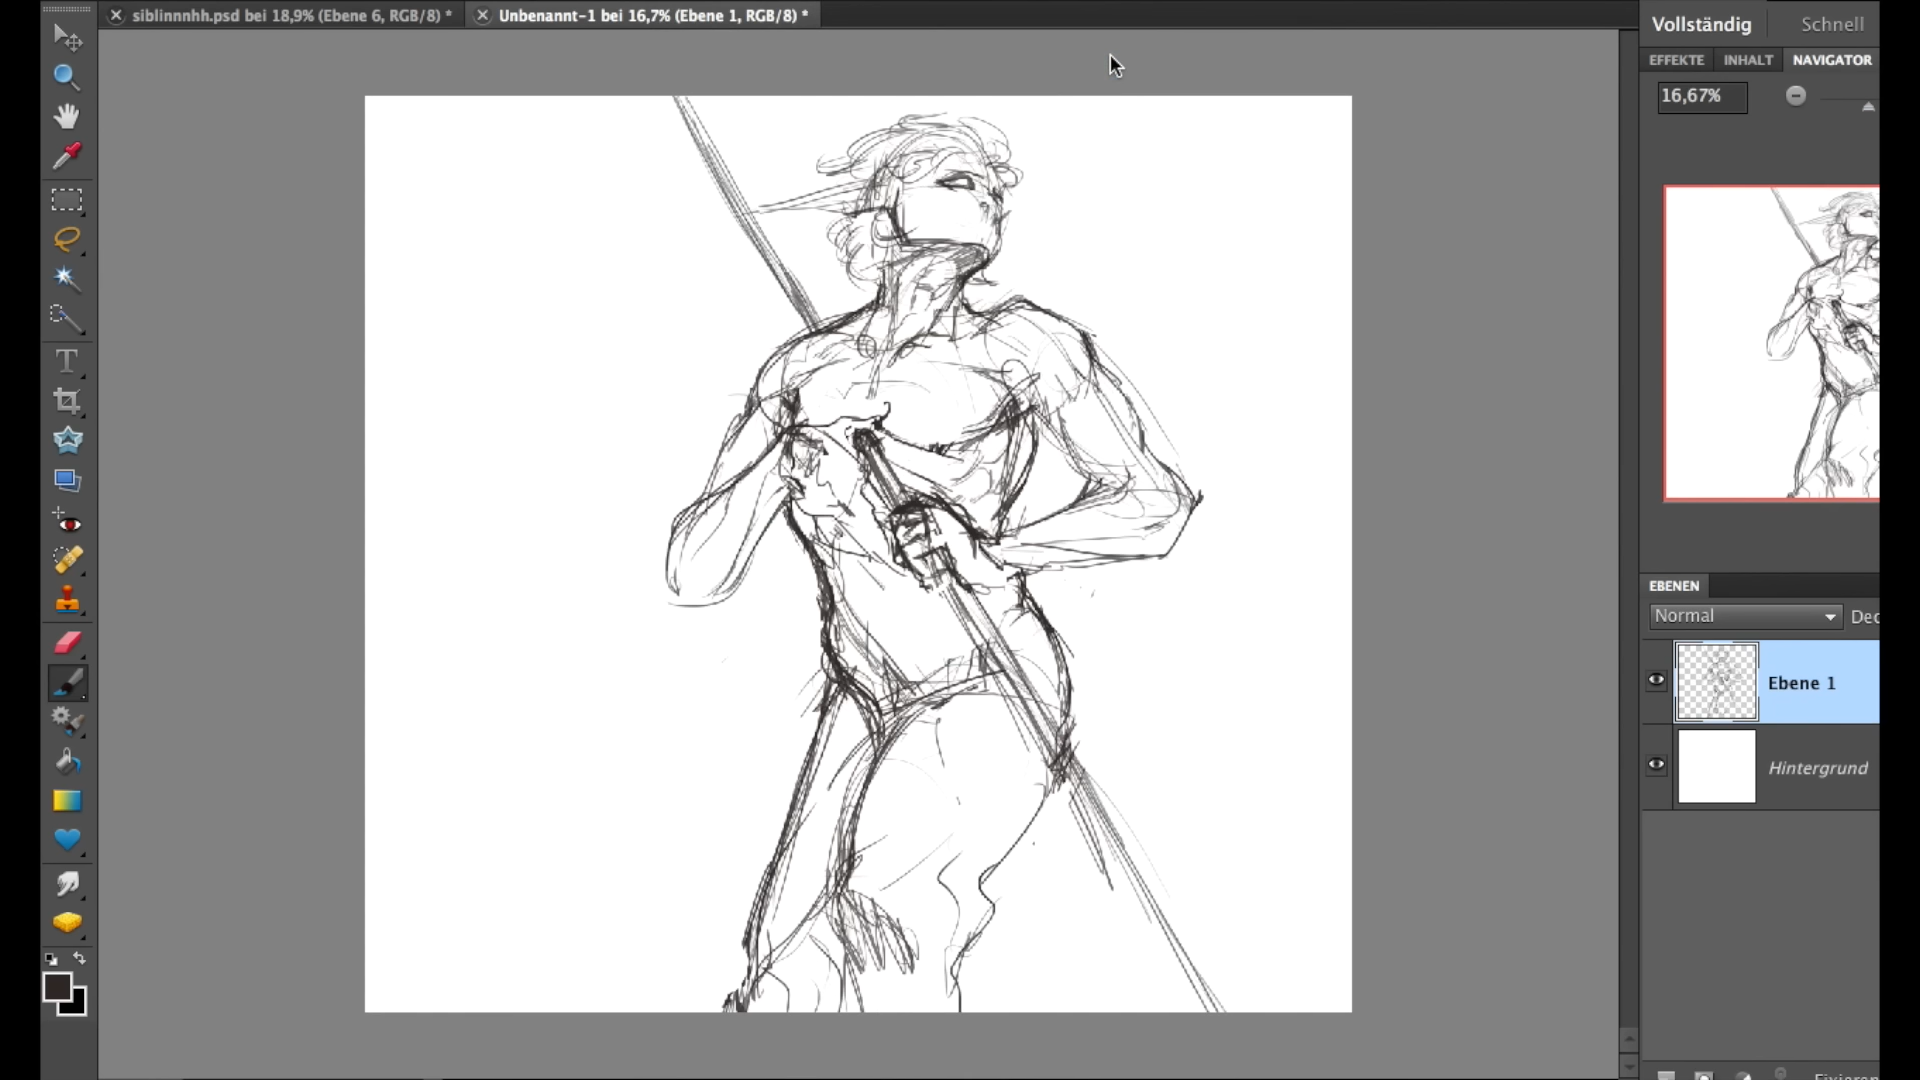 siblinnnhh.psd bei 18,9% (Ebene 6, RGB/8) *
Unbenannt-1 bei 16,7% (Ebene 1, RGB/8) *
Vollständig
Schnell
EFFEKTE
INHALT
NAVIGATOR
16,67%
EBENEN
Normal
Dec
Ebene 1
Hintergrund